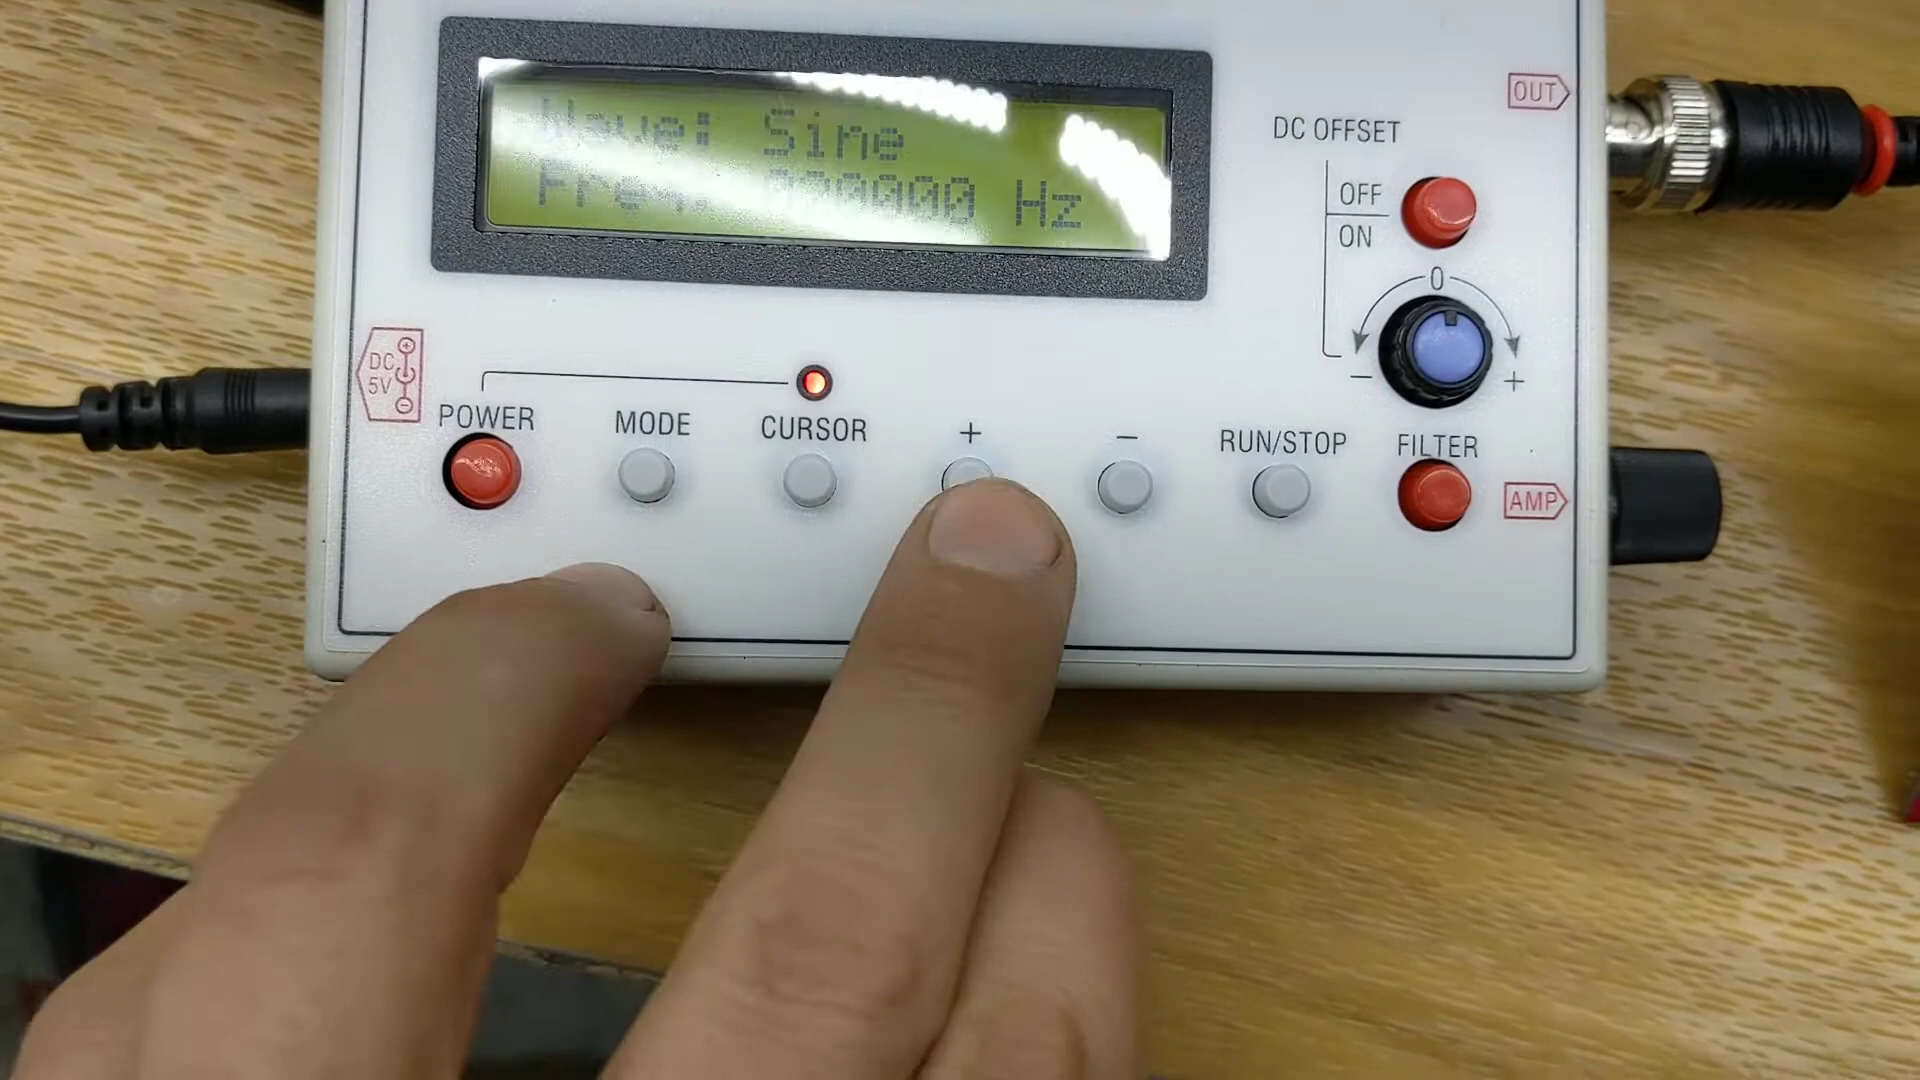 Wave: Sine
Hz
OUT
DC OFFSET
OFF
ON
0
− +
DC
5V
POWER
MODE
CURSOR
+
−
RUN/STOP
FILTER
AMP